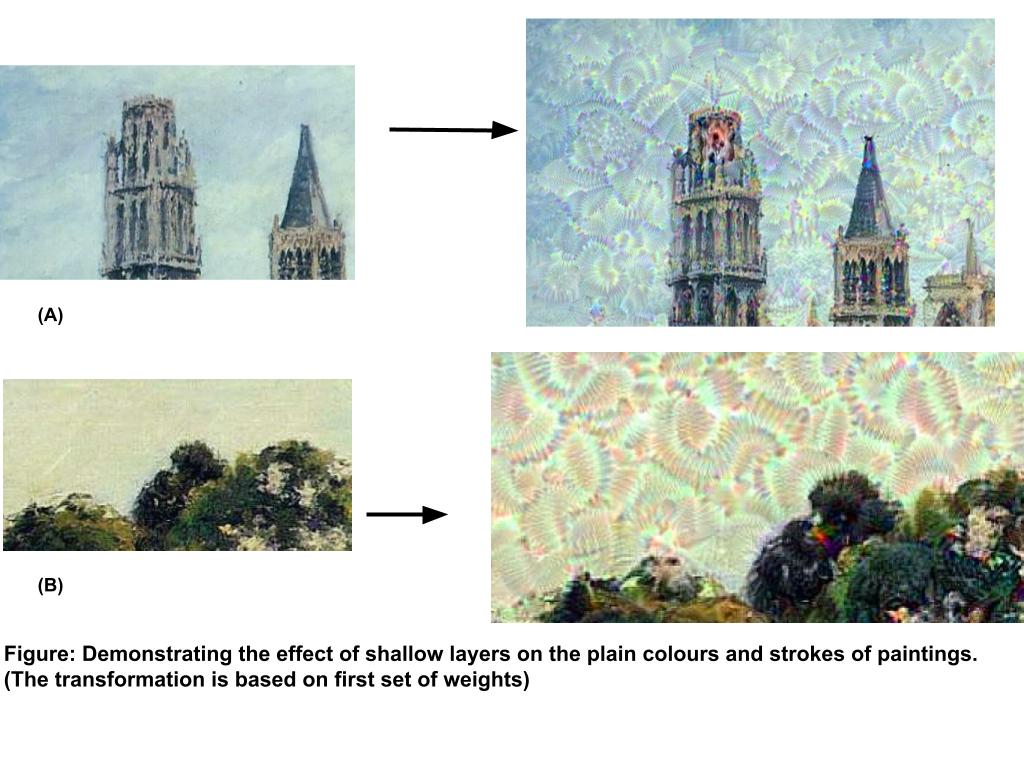 (A)
(B)
Figure: Demonstrating the effect of shallow layers on the plain colours and strokes of paintings.
(The transformation is based on first set of weights)